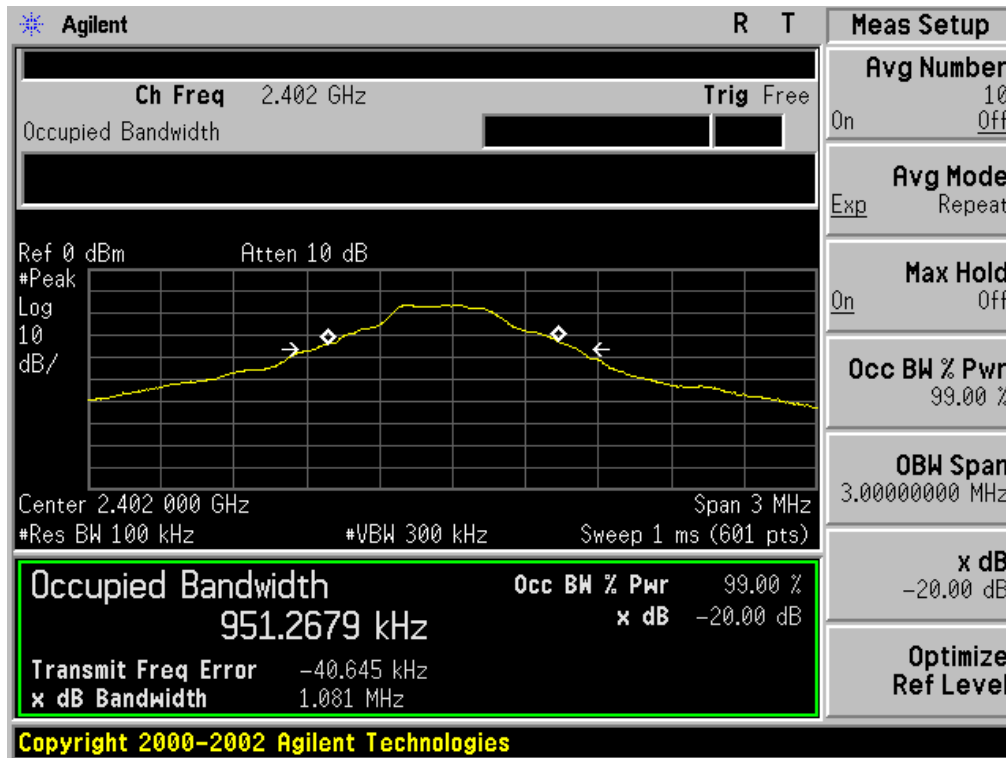 Agilent R T Meas Setup
Ch Freq 2.402 GHz Trig Free
Occupied Bandwidth
Avg Number
10
On Off
Avg Mode
Exp Repeat
Max Hold
On Off
Occ BW % Pwr
99.00 %
OBW Span
3.00000000 MHz
x dB
-20.00 dB
Optimize
Ref Level
Ref 0 dBm Atten 10 dB
#Peak
Log
10
dB/
Center 2.402 000 GHz Span 3 MHz
#Res BW 100 kHz #VBW 300 kHz Sweep 1 ms (601 pts)
Occupied Bandwidth
951.2679 kHz
Occ BW % Pwr 99.00 %
x dB -20.00 dB
Transmit Freq Error -40.645 kHz
x dB Bandwidth 1.081 MHz
Copyright 2000-2002 Agilent Technologies